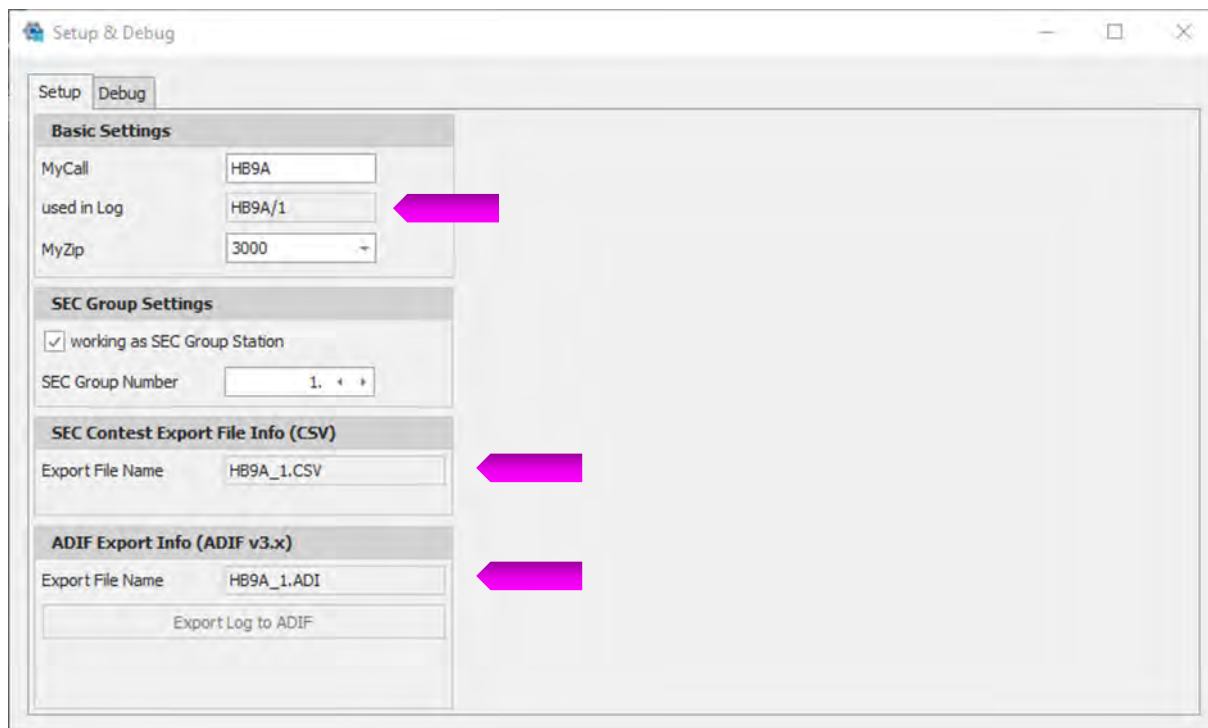 Setup & Debug
Setup Debug
Basic Settings
MyCall HB9A
used in Log HB9A/1
MyZip 3000
SEC Group Settings
working as SEC Group Station
SEC Group Number 1.
SEC Contest Export File Info (CSV)
Export File Name HB9A_1.CSV
ADIF Export Info (ADIF v3.x)
Export File Name HB9A_1.ADI
Export Log to ADIF